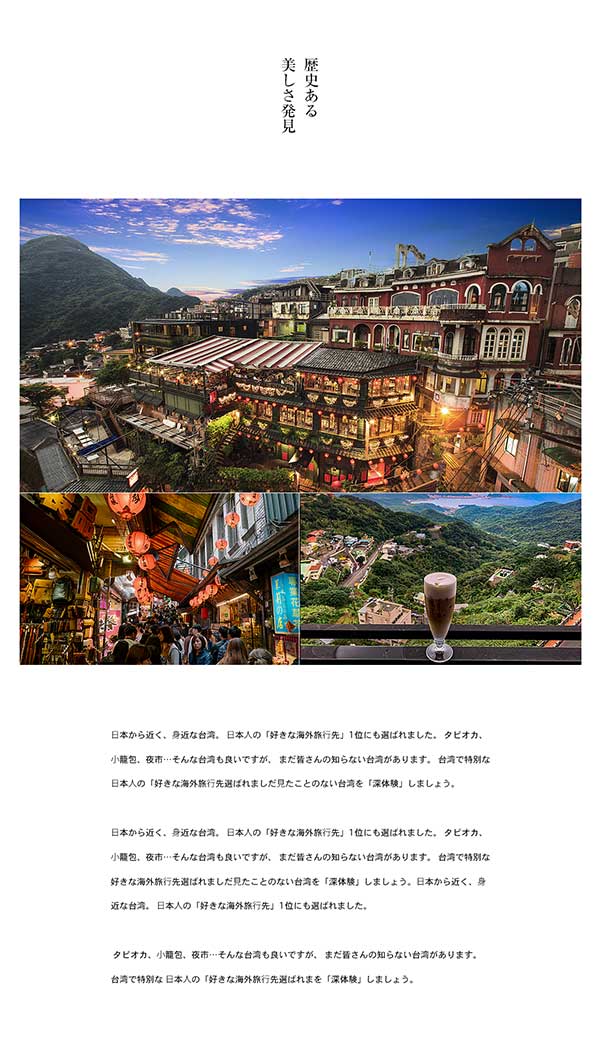 歴史ある
美しさ発見
日本から近く、身近な台湾。 日本人の「好きな海外旅行先」1位にも選ばれました。 タピオカ、
小籠包、夜市…そんな台湾も良いですが、 まだ皆さんの知らない台湾があります。 台湾で特別な
日本人の「好きな海外旅行先選ばれましだ見たことのない台湾を「深体験」しましょう。
日本から近く、身近な台湾。 日本人の「好きな海外旅行先」1位にも選ばれました。 タピオカ、
小籠包、夜市…そんな台湾も良いですが、 まだ皆さんの知らない台湾があります。 台湾で特別な
好きな海外旅行先選ばれましだ見たことのない台湾を「深体験」しましょう。日本から近く、身
近な台湾。 日本人の「好きな海外旅行先」1位にも選ばれました。
タピオカ、小籠包、夜市…そんな台湾も良いですが、 まだ皆さんの知らない台湾があります。
台湾で特別な 日本人の「好きな海外旅行先選ばれまを「深体験」しましょう。